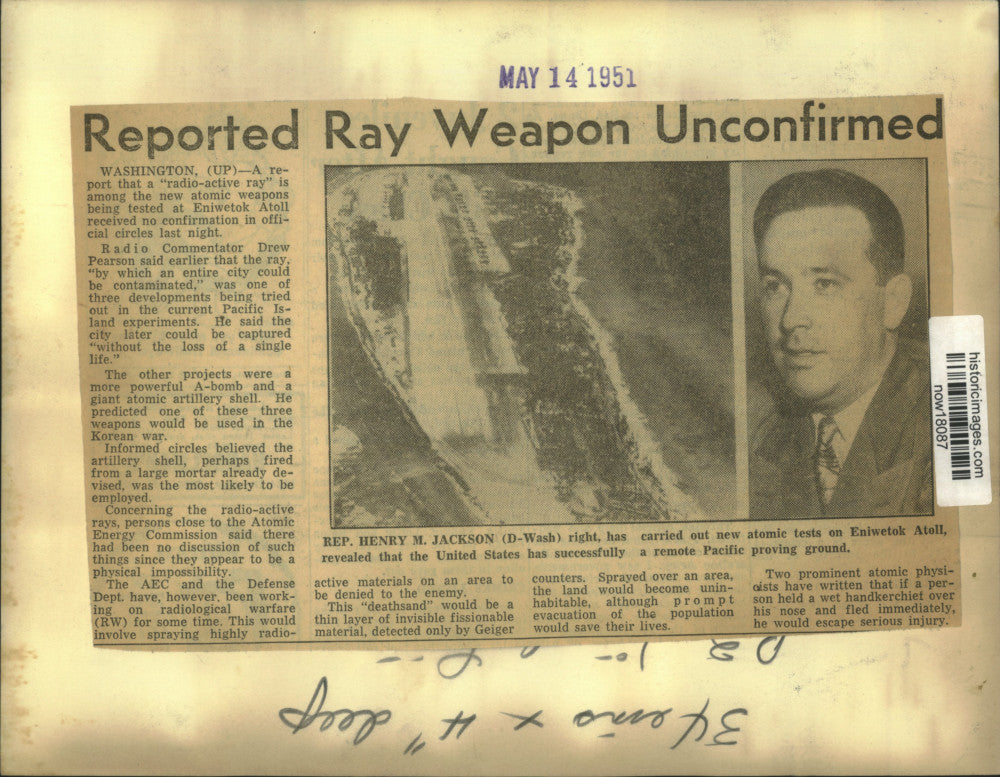 MAY 14 1951
Reported Ray Weapon Unconfirmed
WASHINGTON, (UP)—A re-
port that a “radio-active ray” is
among the new atomic weapons
being tested at Eniwetok Atoll
received no confirmation in offi-
cial circles last night.
Radio Commentator Drew
Pearson said earlier that the ray,
“by which an entire city could
be contaminated,” was one of
three developments being tried
out in the current Pacific Is-
land experiments. He said the
city later could be captured
“without the loss of a single
life.”
The other projects were a
more powerful A-bomb and a
giant atomic artillery shell. He
predicted one of these three
weapons would be used in the
Korean war.
Informed circles believed the
artillery shell, perhaps fired
from a large mortar already de-
vised, was the most likely to be
employed.
Concerning the radio-active
rays, persons close to the Atomic
Energy Commission said there
had been no discussion of such
things since they appear to be a
physical impossibility.
The AEC and the Defense
Dept. have, however, been work-
ing on radiological warfare
(RW) for some time. This would
involve spraying highly radio-
REP. HENRY M. JACKSON (D-Wash) right, has carried out new atomic tests on Eniwetok Atoll,
revealed that the United States has successfully a remote Pacific proving ground.
active materials on an area to
be denied to the enemy.
This “deathsand” would be a
thin layer of invisible fissionable
material, detected only by Geiger
counters. Sprayed over an area,
the land would become unin-
habitable, although prompt
evacuation of the population
would save their lives.
Two prominent atomic physi-
cists have written that if a per-
son held a wet handkerchief over
his nose and fled immediately,
he would escape serious injury.
historicimages.com
now18087
34 ems x 4" deep